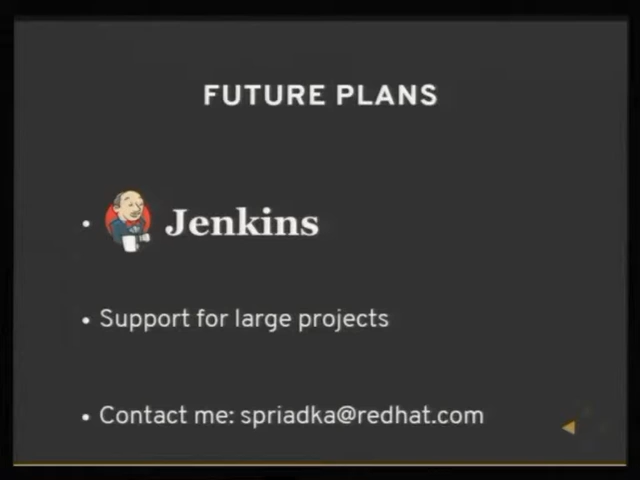 FUTURE PLANS
• Jenkins
• Support for large projects
• Contact me: spriadka@redhat.com